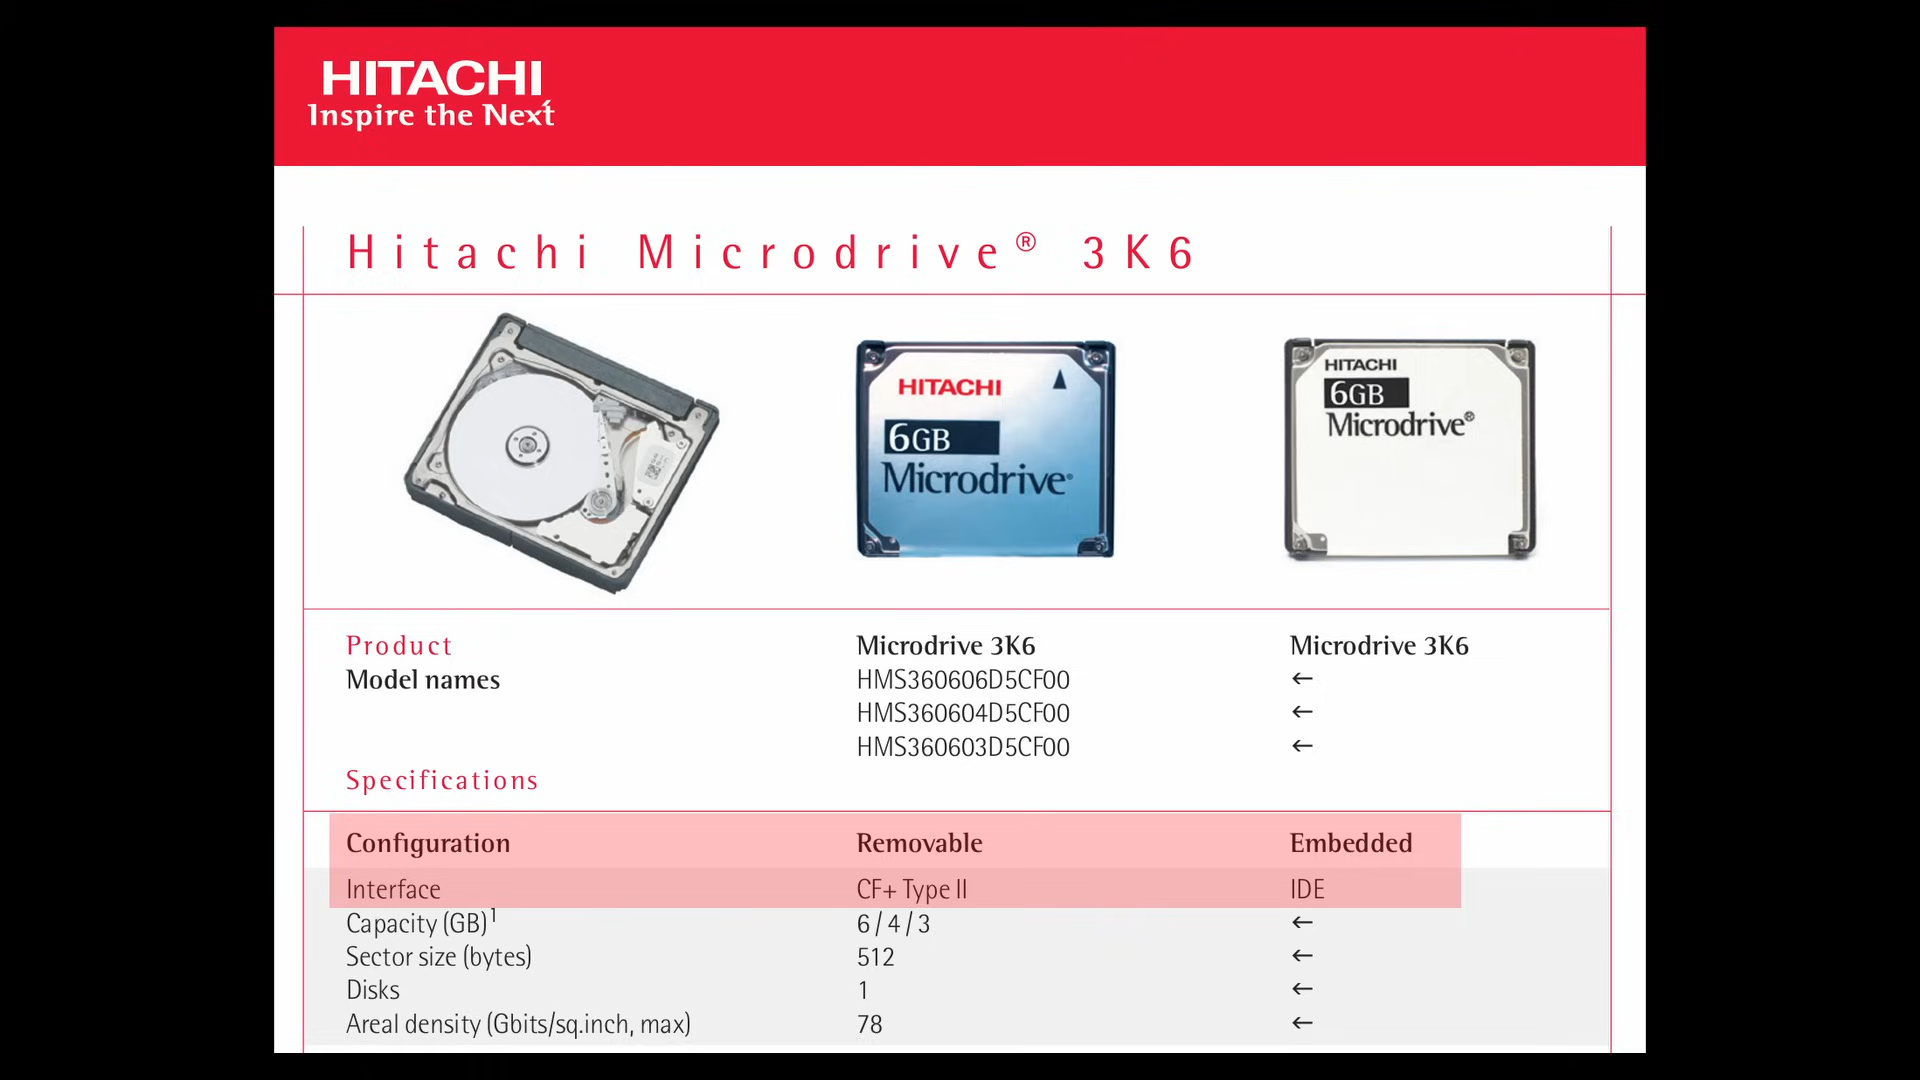 HITACHI
Inspire the Next
Hitachi Microdrive® 3K6
HITACHI
6GB
Microdrive®
HITACHI
6GB
Microdrive®
Product Microdrive 3K6 Microdrive 3K6
Model names HMS360606D5CF00 ←
HMS360604D5CF00 ←
HMS360603D5CF00 ←
Specifications
Configuration Removable Embedded
Interface CF+ Type II IDE
Capacity (GB)¹ 6 / 4 / 3 ←
Sector size (bytes) 512 ←
Disks 1 ←
Areal density (Gbits/sq.inch, max) 78 ←